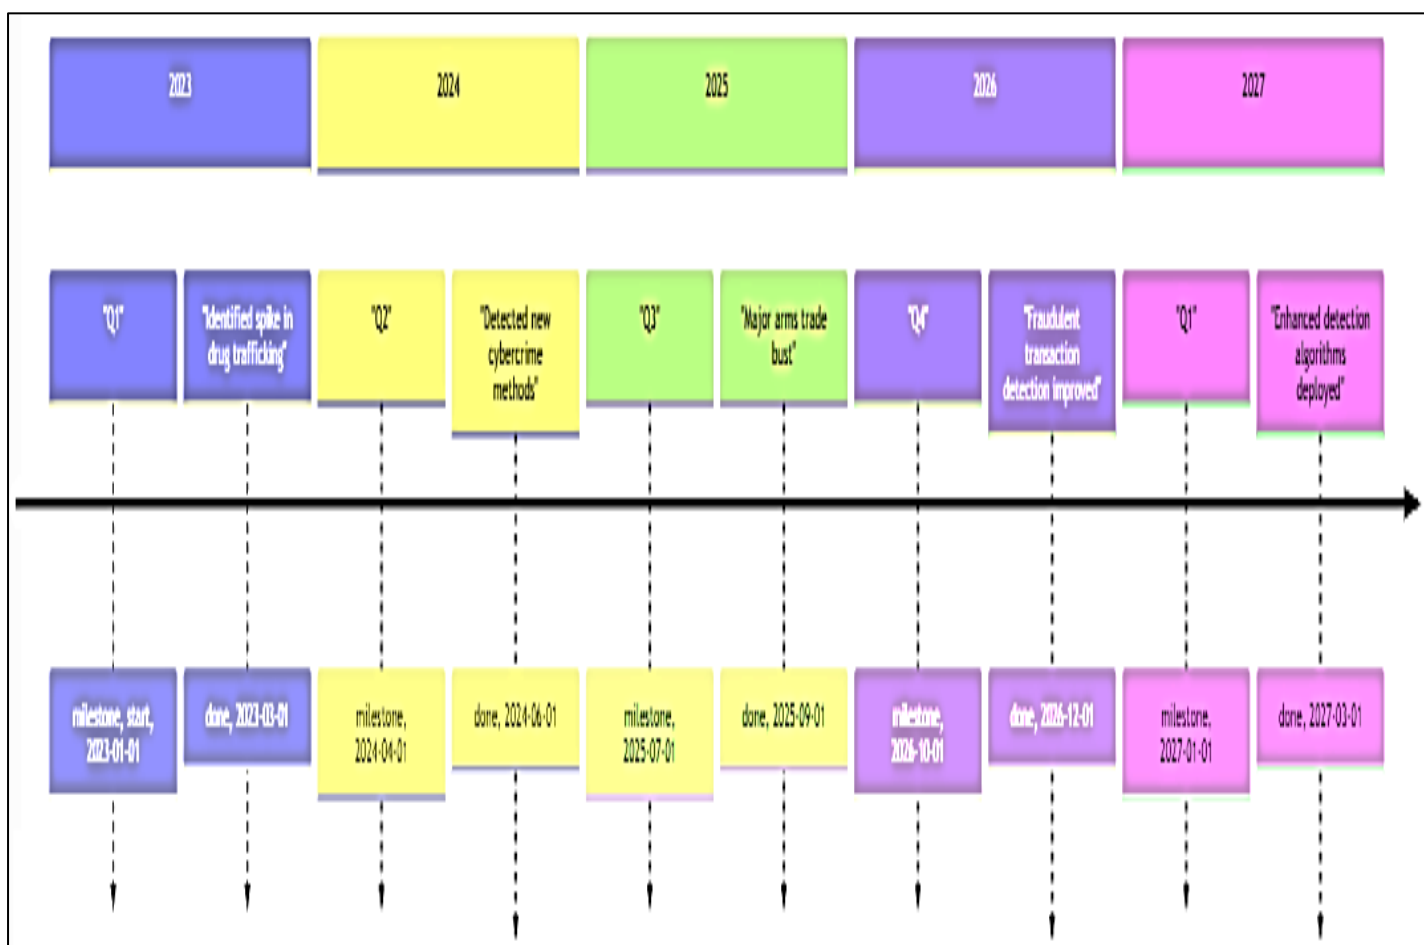 2023
2024
2025
2026
2027
"Q1"
"Identified spike in
drug trafficking"
"Q2"
"Detected new
cybercrime
methods"
"Q3"
"Major arms trade
bust"
"Q4"
"Fraudulent
transaction
detection improved"
"Q1"
"Enhanced detection
algorithms
deployed"
milestone, start,
2023-01-01
done, 2023-03-01
milestone,
2024-04-01
done, 2024-06-01
milestone,
2025-07-01
done, 2025-09-01
milestone,
2026-10-01
done, 2026-12-01
milestone,
2027-01-01
done, 2027-03-01